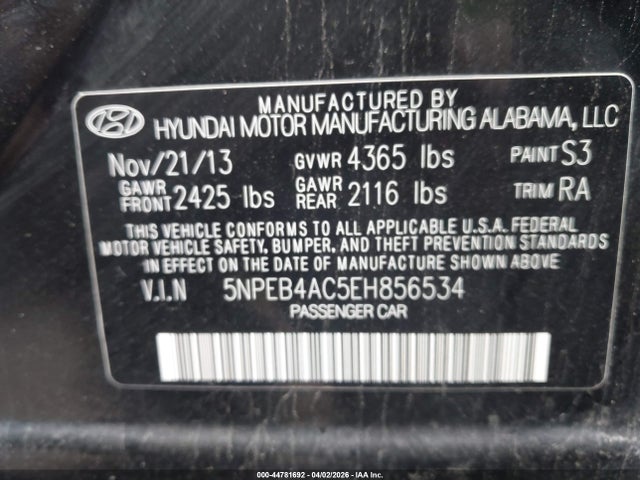 MANUFACTURED BY
HYUNDAI MOTOR MANUFACTURING ALABAMA, LLC
Nov/21/13 GVWR 4365 lbs PAINT S3
GAWR FRONT 2425 lbs GAWR REAR 2116 lbs TRIM RA
THIS VEHICLE CONFORMS TO ALL APPLICABLE U.S.A. FEDERAL
MOTOR VEHICLE SAFETY, BUMPER, AND THEFT PREVENTION STANDARDS
IN EFFECT ON THE DATE OF MANUFACTURE SHOWN ABOVE
V.I.N 5NPEB4AC5EH856534
PASSENGER CAR
000-44781692 - 04/02/2026 - IAA Inc.